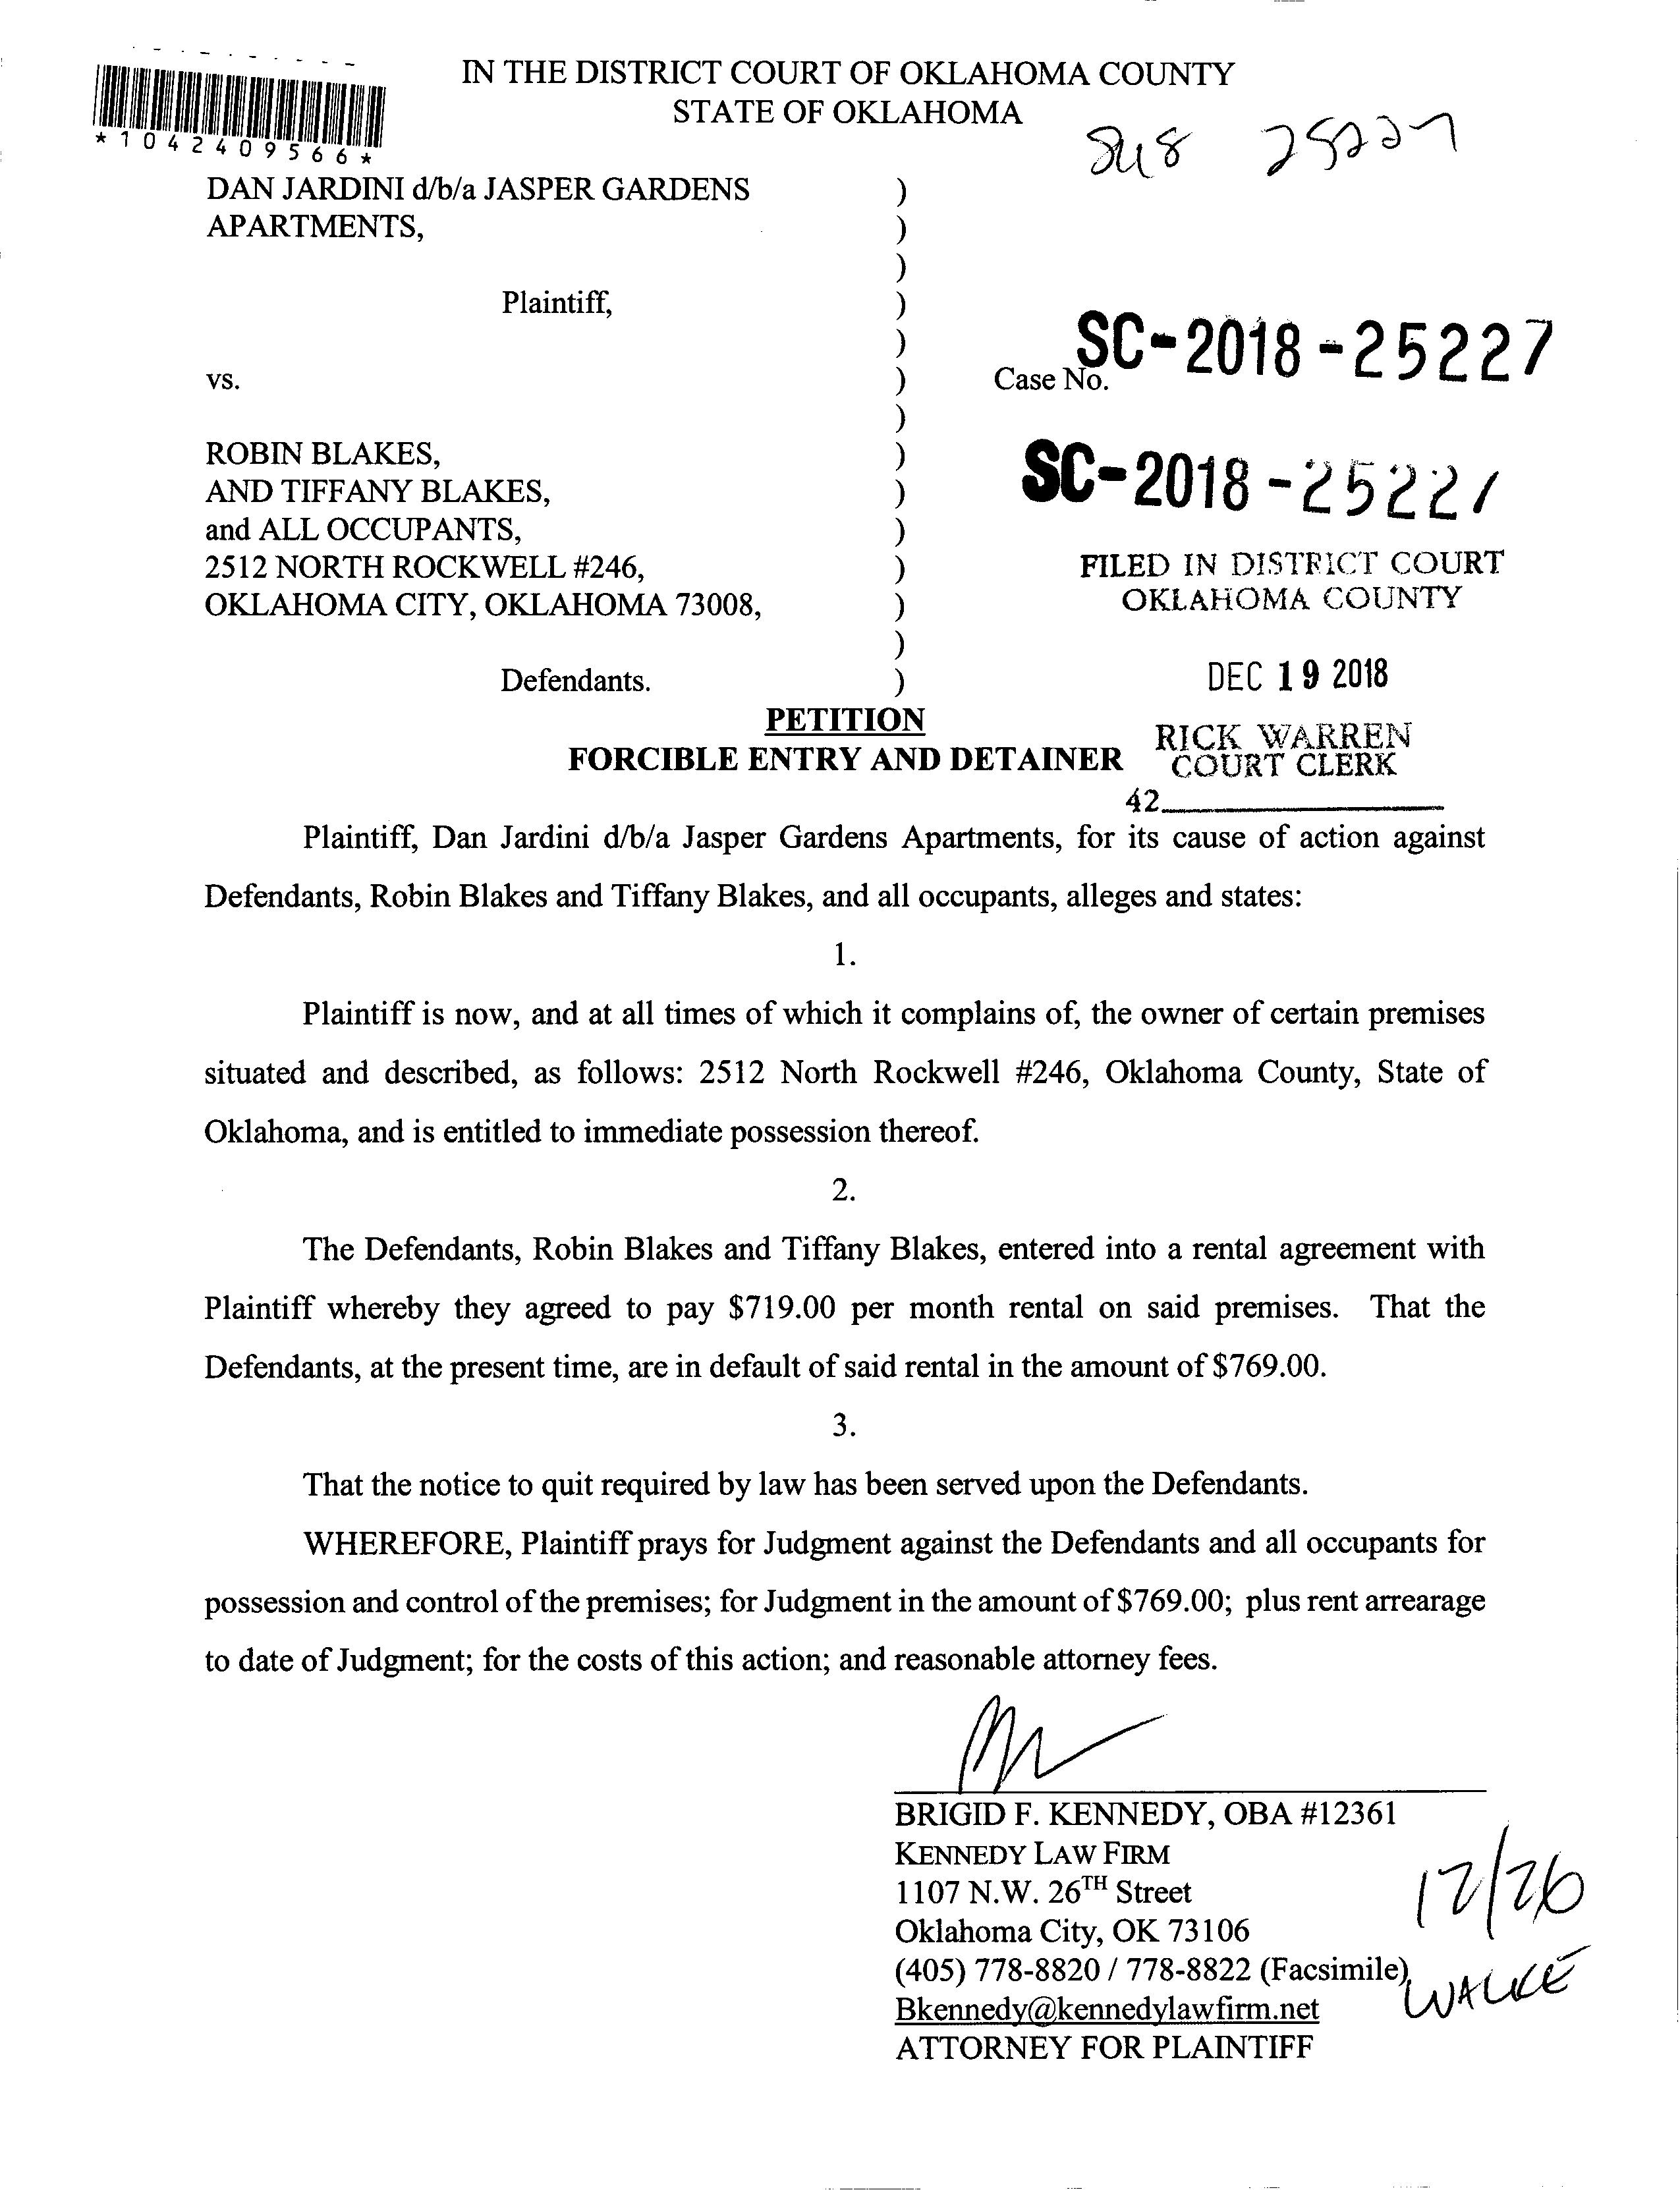 IN THE DISTRICT COURT OF OKLAHOMA COUNTY
STATE OF OKLAHOMA
*1042409566*
25227
DAN JARDINI d/b/a JASPER GARDENS )
APARTMENTS, )
)
Plaintiff, )
)
SC-2018-25227
vs. ) Case No.
)
ROBIN BLAKES, )
AND TIFFANY BLAKES, )
SC-2018-2522/
and ALL OCCUPANTS, )
2512 NORTH ROCKWELL #246, ) FILED IN DISTRICT COURT
OKLAHOMA CITY, OKLAHOMA 73008, ) OKLAHOMA COUNTY
)
Defendants. ) DEC 19 2018
PETITION
RICK WARREN
FORCIBLE ENTRY AND DETAINER COURT CLERK
42
Plaintiff, Dan Jardini d/b/a Jasper Gardens Apartments, for its cause of action against
Defendants, Robin Blakes and Tiffany Blakes, and all occupants, alleges and states:
1.
Plaintiff is now, and at all times of which it complains of, the owner of certain premises
situated and described, as follows: 2512 North Rockwell #246, Oklahoma County, State of
Oklahoma, and is entitled to immediate possession thereof.
2.
The Defendants, Robin Blakes and Tiffany Blakes, entered into a rental agreement with
Plaintiff whereby they agreed to pay $719.00 per month rental on said premises. That the
Defendants, at the present time, are in default of said rental in the amount of $769.00.
3.
That the notice to quit required by law has been served upon the Defendants.
WHEREFORE, Plaintiff prays for Judgment against the Defendants and all occupants for
possession and control of the premises; for Judgment in the amount of $769.00; plus rent arrearage
to date of Judgment; for the costs of this action; and reasonable attorney fees.
BRIGID F. KENNEDY, OBA #12361
KENNEDY LAW FIRM
1107 N.W. 26TH Street
12/26
Oklahoma City, OK 73106
(405) 778-8820 / 778-8822 (Facsimile)
Bkennedy@kennedylawfirm.net
ATTORNEY FOR PLAINTIFF